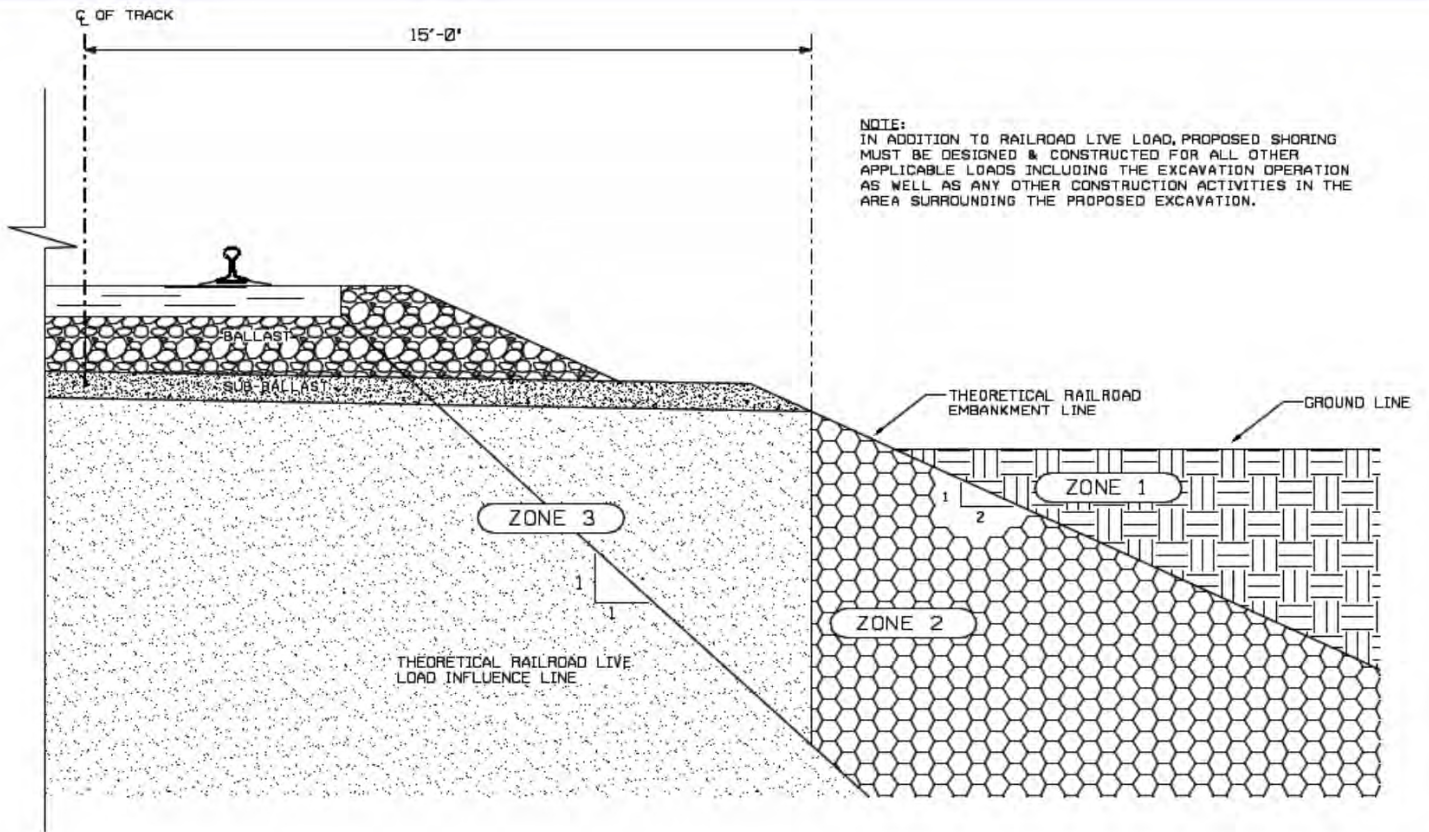 ℄ OF TRACK
15'-0"
NOTE:
IN ADDITION TO RAILROAD LIVE LOAD, PROPOSED SHORING
MUST BE DESIGNED & CONSTRUCTED FOR ALL OTHER
APPLICABLE LOADS INCLUDING THE EXCAVATION OPERATION
AS WELL AS ANY OTHER CONSTRUCTION ACTIVITIES IN THE
AREA SURROUNDING THE PROPOSED EXCAVATION.
BALLAST
SUB-BALLAST
THEORETICAL RAILROAD
EMBANKMENT LINE
GROUND LINE
ZONE 1
1
2
ZONE 3
1
1
ZONE 2
THEORETICAL RAILROAD LIVE
LOAD INFLUENCE LINE